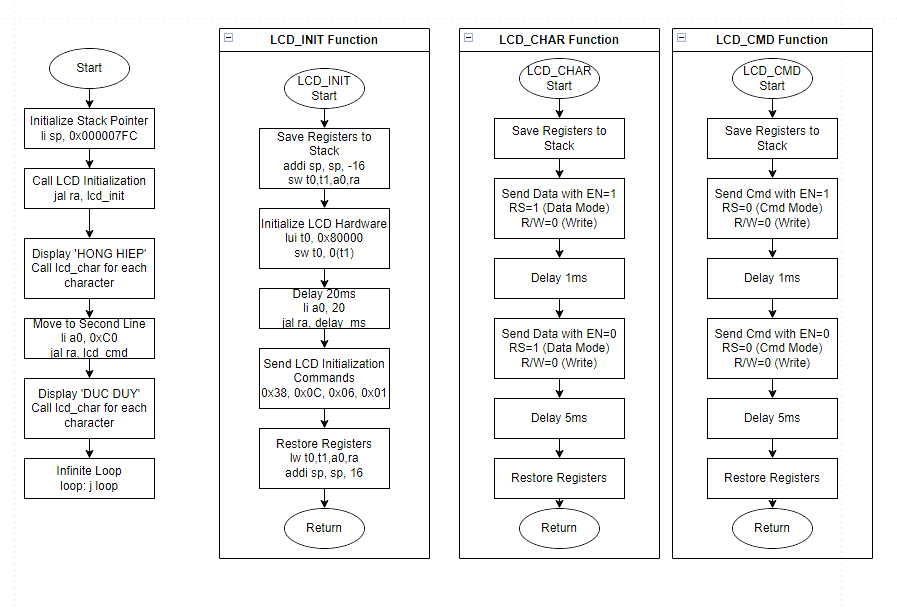 Start
Initialize Stack Pointer
li sp, 0x000007FC
Call LCD Initialization
jal ra, lcd_init
Display 'HONG HIEP'
Call lcd_char for each
character
Move to Second Line
li a0, 0xC0
jal ra, lcd_cmd
Display 'DUC DUY'
Call lcd_char for each
character
Infinite Loop
loop: j loop
LCD_INIT Function
LCD_INIT
Start
Save Registers to
Stack
addi sp, sp, -16
sw t0,t1,a0,ra
Initialize LCD Hardware
lui t0, 0x80000
sw t0, 0(t1)
Delay 20ms
li a0, 20
jal ra, delay_ms
Send LCD Initialization
Commands
0x38, 0x0C, 0x06, 0x01
Restore Registers
lw t0,t1,a0,ra
addi sp, sp, 16
Return
LCD_CHAR Function
LCD_CHAR
Start
Save Registers to
Stack
Send Data with EN=1
RS=1 (Data Mode)
R/W=0 (Write)
Delay 1ms
Send Data with EN=0
RS=1 (Data Mode)
R/W=0 (Write)
Delay 5ms
Restore Registers
Return
LCD_CMD Function
LCD_CMD
Start
Save Registers to
Stack
Send Cmd with EN=1
RS=0 (Cmd Mode)
R/W=0 (Write)
Delay 1ms
Send Cmd with EN=0
RS=0 (Cmd Mode)
R/W=0 (Write)
Delay 5ms
Restore Registers
Return